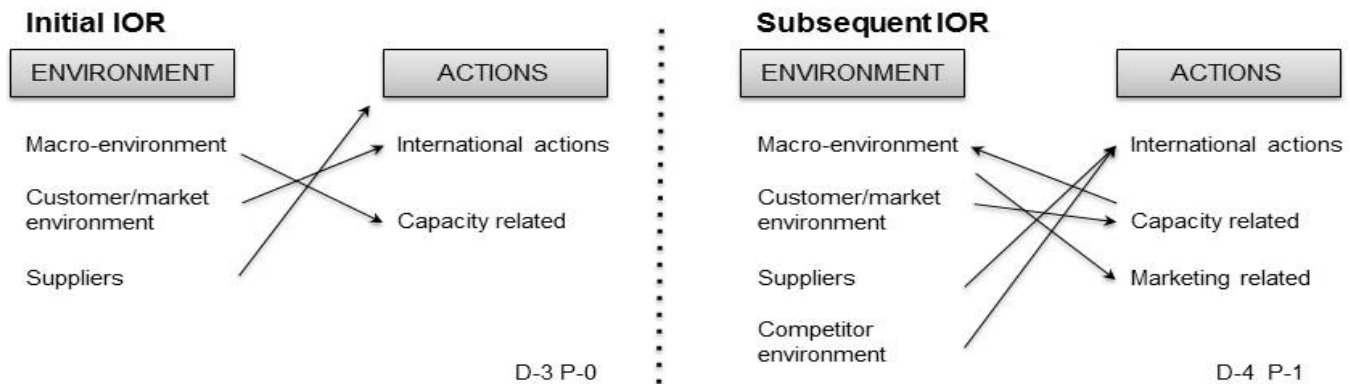 Initial IOR
ENVIRONMENT
ACTIONS
Macro-environment
International actions
Customer/market
environment
Capacity related
Suppliers
D-3 P-0
Subsequent IOR
ENVIRONMENT
ACTIONS
Macro-environment
International actions
Customer/market
environment
Capacity related
Suppliers
Marketing related
Competitor
environment
D-4 P-1